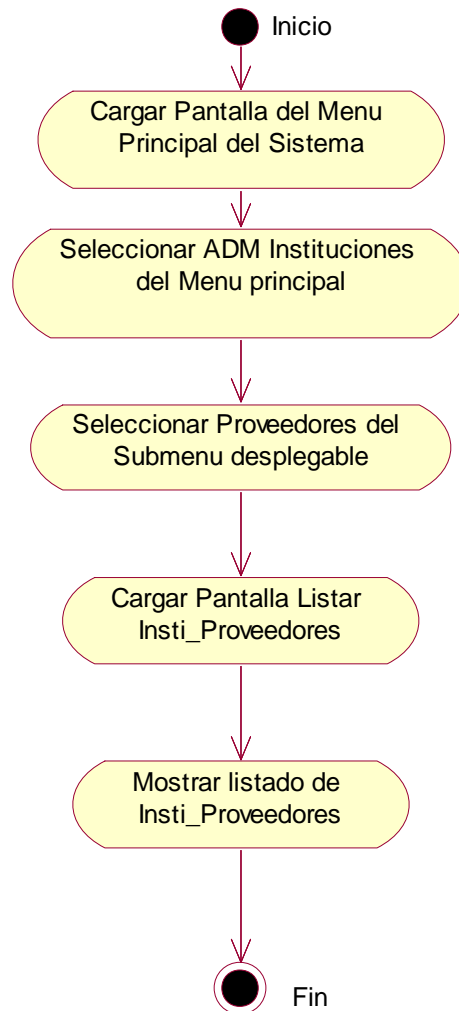 Inicio
Cargar Pantalla del Menu
Principal del Sistema
Seleccionar ADM Instituciones
del Menu principal
Seleccionar Proveedores del
Submenu desplegable
Cargar Pantalla Listar
Insti_Proveedores
Mostrar listado de
Insti_Proveedores
Fin